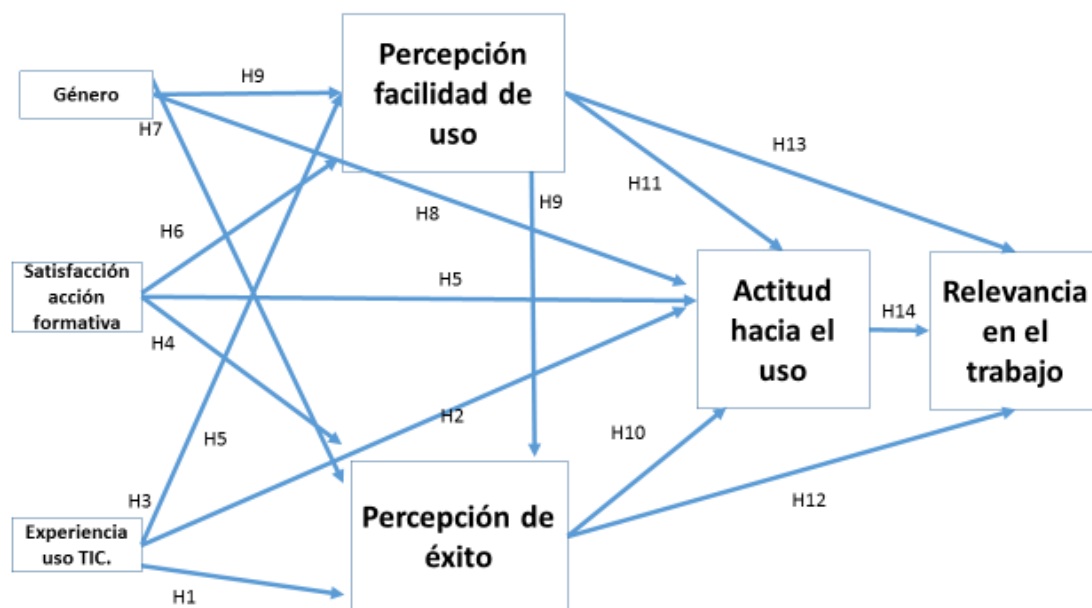 Género
H9
Percepción
facilidad de
uso
H7
H13
H11
H9
H8
H6
Satisfacción
acción
formativa
H5
H4
Actitud
hacia el
uso
H14
Relevancia
en el
trabajo
H2
H5
H10
H3
Experiencia
uso TIC.
Percepción de
éxito
H12
H1